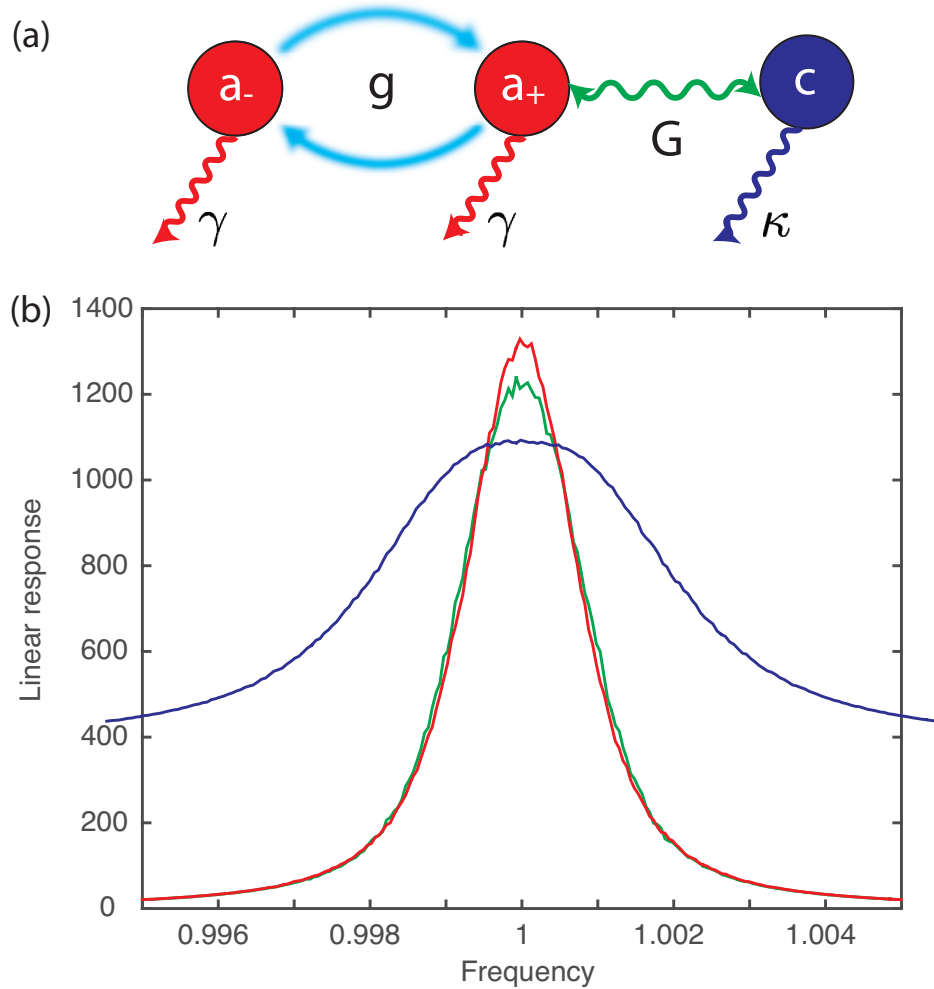 (a)
a- g a+ G c
γ γ κ
(b)
1400
1200
1000
800
600
400
200
0
Linear response
0.996 0.998 1 1.002 1.004
Frequency